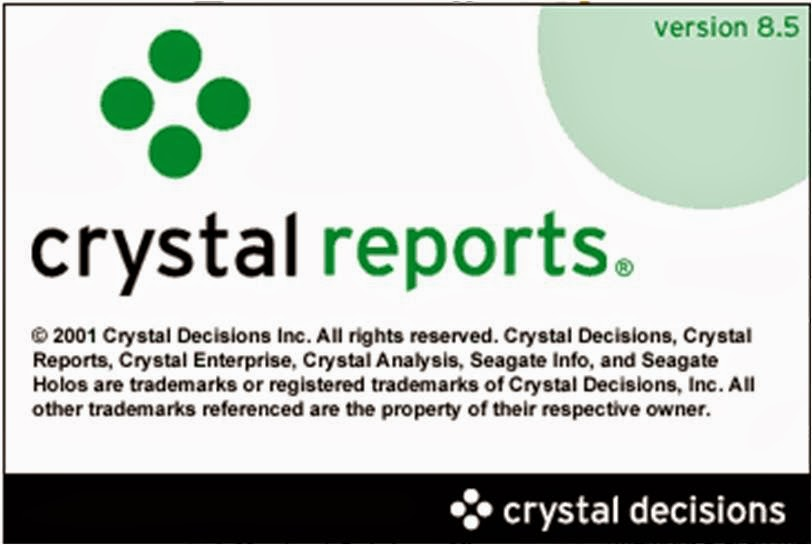 version 8.5
crystal reports®
© 2001 Crystal Decisions Inc. All rights reserved. Crystal Decisions, Crystal
Reports, Crystal Enterprise, Crystal Analysis, Seagate Info, and Seagate
Holos are trademarks or registered trademarks of Crystal Decisions, Inc. All
other trademarks referenced are the property of their respective owner.
crystal decisions